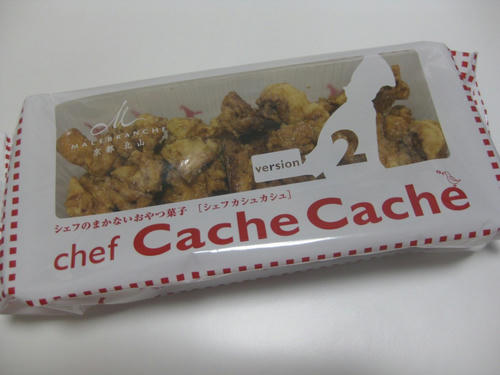 M
MALEBRANCHE
京都 北山
version 2
シェフのまかないおやつ菓子 [シェフカシュカシュ]
chef Cache Cache